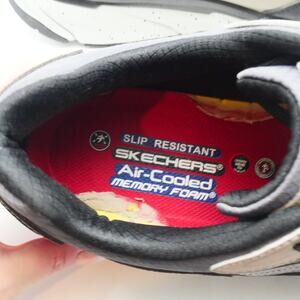 SLIP RESISTANT
SKECHERS®
Air-Cooled
MEMORY FOAM®